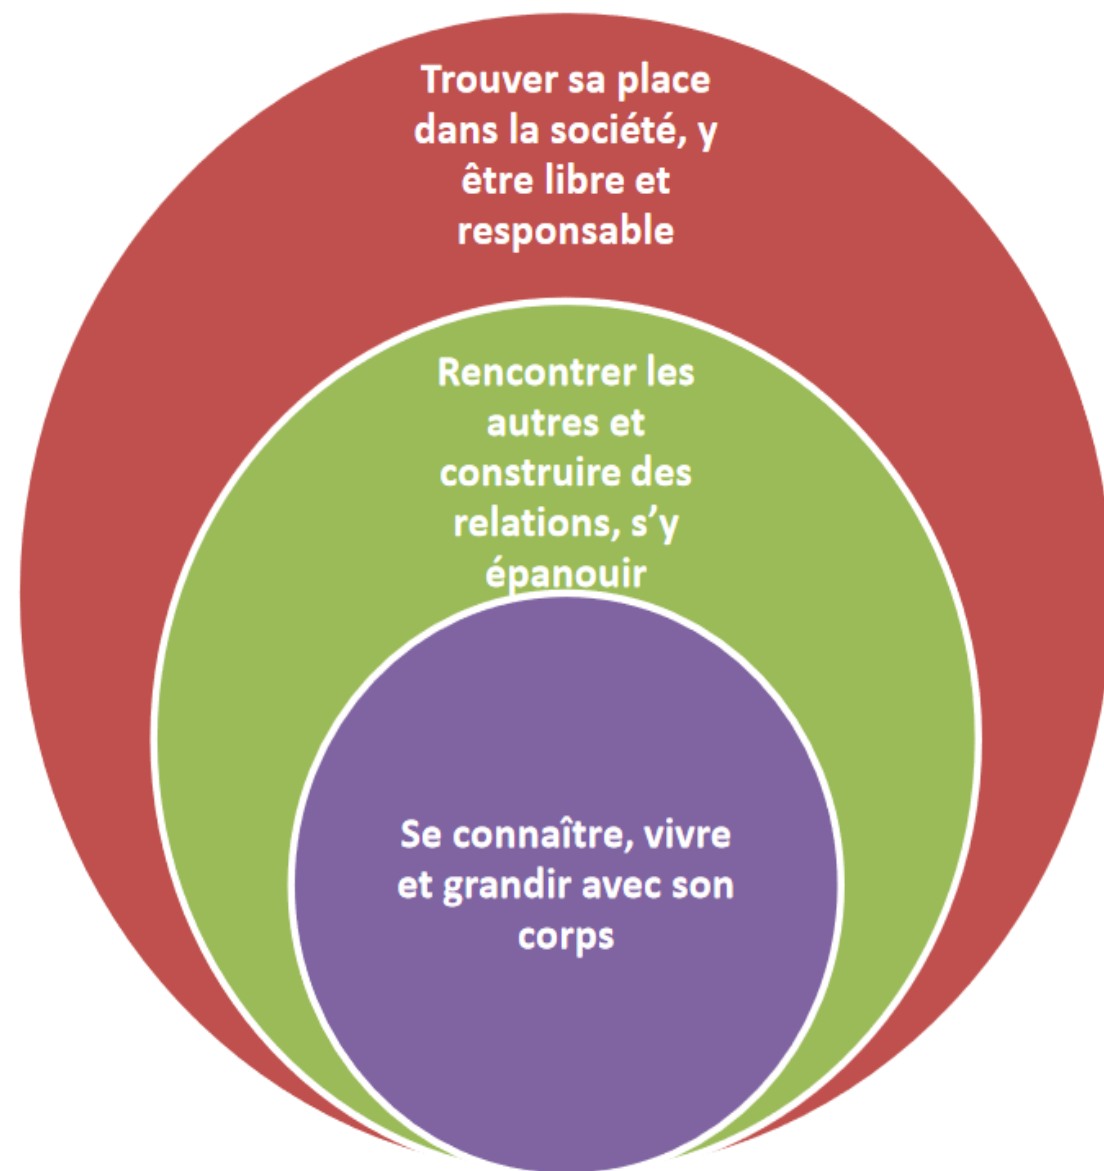 Trouver sa place
dans la société, y
être libre et
responsable
Rencontrer les
autres et
construire des
relations, s’y
épanouir
Se connaître, vivre
et grandir avec son
corps